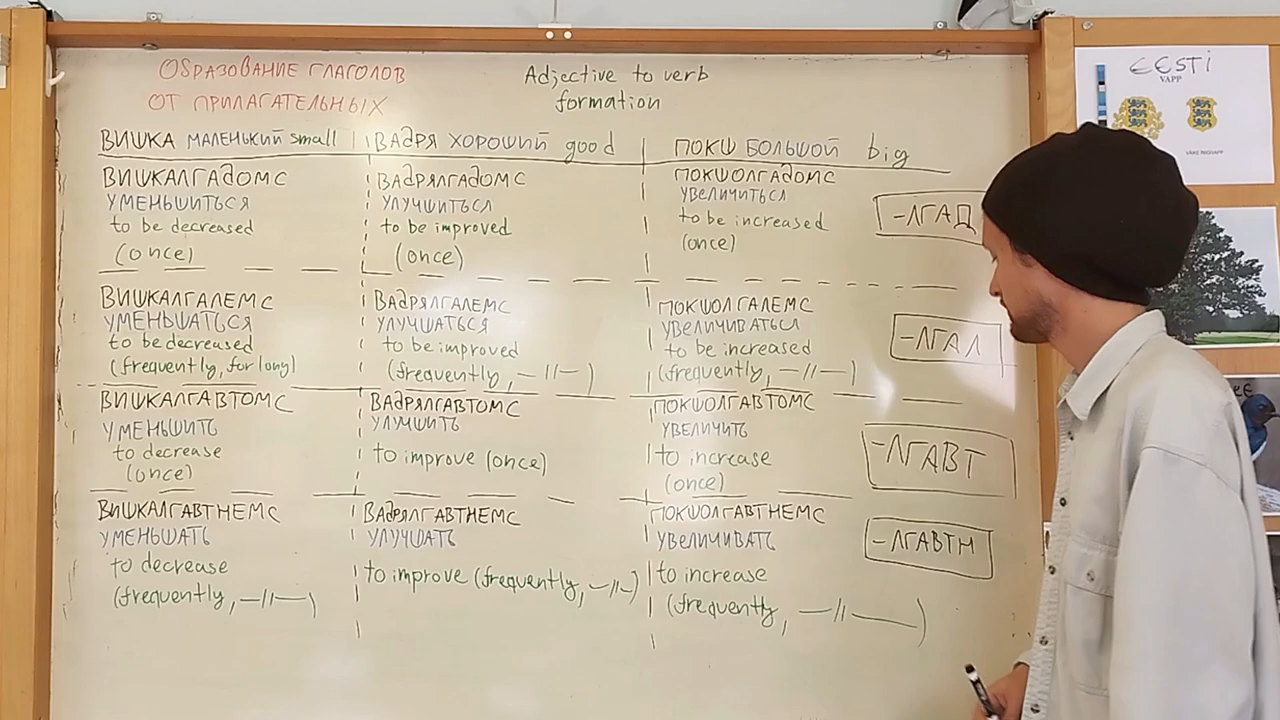 ОБРАЗОВАНИЕ ГЛАГОЛОВ
ОТ ПРИЛАГАТЕЛЬНЫХ
Adjective to verb
formation
ВИШКА МАЛЕНЬКИЙ small
ВАДРЯ ХОРОШИЙ good
ПОКШ БОЛЬШОЙ big
ВИШКАЛГАДОМС
УМЕНЬШИТЬСЯ
to be decreased
(once)
ВАДРЯЛГАДОМС
УЛУЧШИТЬСЯ
to be improved
(once)
ПОКШОЛГАДОМС
УВЕЛИЧИТЬСЯ
to be increased
(once)
-ЛГАД
ВИШКАЛГАЛЕМС
УМЕНЬШАТЬСЯ
to be decreased
(frequently, for long)
ВАДРЯЛГАЛЕМС
УЛУЧШАТЬСЯ
to be improved
(frequently, —//—)
ПОКШОЛГАЛЕМС
УВЕЛИЧИВАТЬСЯ
to be increased
(frequently, —//—)
-ЛГАЛ
ВИШКАЛГАВТОМС
УМЕНЬШИТЬ
to decrease
(once)
ВАДРЯЛГАВТОМС
УЛУЧШИТЬ
to improve (once)
ПОКШОЛГАВТОМС
УВЕЛИЧИТЬ
to increase
(once)
-ЛГАВТ
ВИШКАЛГАВТНЕМС
УМЕНЬШАТЬ
to decrease
(frequently, —//—)
ВАДРЯЛГАВТНЕМС
УЛУЧШАТЬ
to improve (frequently, —//—)
ПОКШОЛГАВТНЕМС
УВЕЛИЧИВАТЬ
to increase
(frequently, —//—)
-ЛГАВТН
EESTI
VAPP